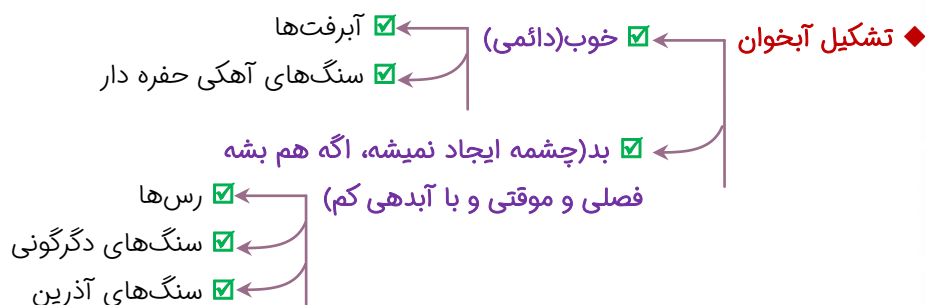 تشکیل آبخوان
خوب(دائمی)
آبرفت‌ها
سنگ‌های آهکی حفره دار
بد(چشمه ایجاد نمیشه، اگه هم بشه
فصلی و موقتی و با آبدهی کم)
رس‌ها
سنگ‌های دگرگونی
سنگ‌های آذرین